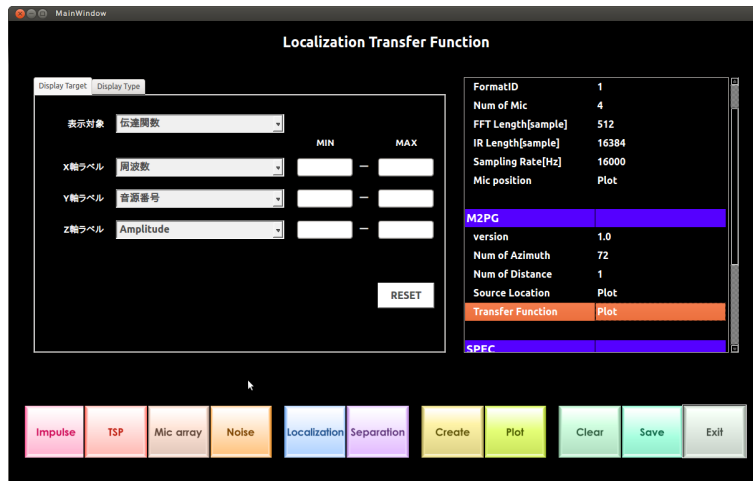 MainWindow
Localization Transfer Function
Display Target Display Type
表示対象 伝達関数
MIN MAX
X軸ラベル 周波数 –
Y軸ラベル 音源番号 –
Z軸ラベル Amplitude –
RESET
FormatID 1
Num of Mic 4
FFT Length[sample] 512
IR Length[sample] 16384
Sampling Rate[Hz] 16000
Mic position Plot
M2PG
version 1.0
Num of Azimuth 72
Num of Distance 1
Source Location Plot
Transfer Function Plot
SPEC
Impulse TSP Mic array Noise Localization Separation Create Plot Clear Save Exit